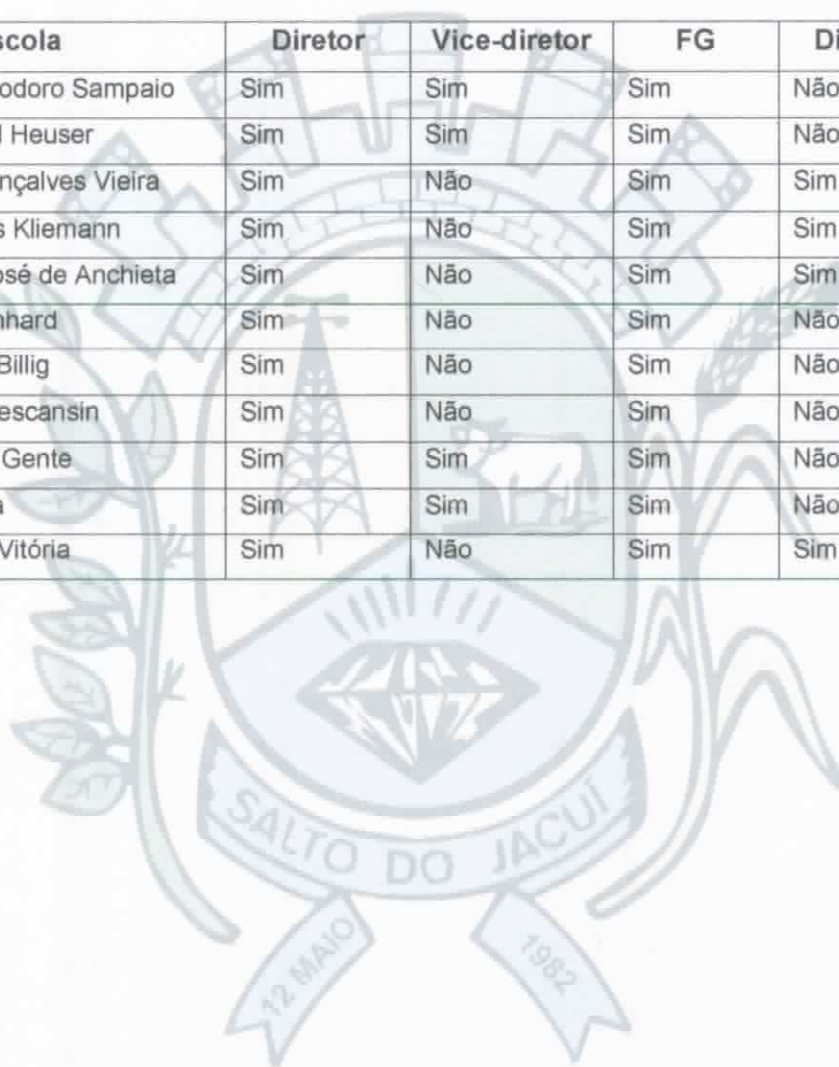 scola Diretor Vice-diretor FG Di
odoro Sampaio Sim Sim Sim Não
l Heuser Sim Sim Sim Não
nçalves Vieira Sim Não Sim Sim
s Kliemann Sim Não Sim Sim
osé de Anchieta Sim Não Sim Sim
nhard Sim Não Sim Não
Billig Sim Não Sim Não
escansin Sim Não Sim Não
Gente Sim Sim Sim Não
a Sim Sim Sim Não
Vitória Sim Não Sim Sim
SALTO DO JACUÍ
12 MAIO 1982